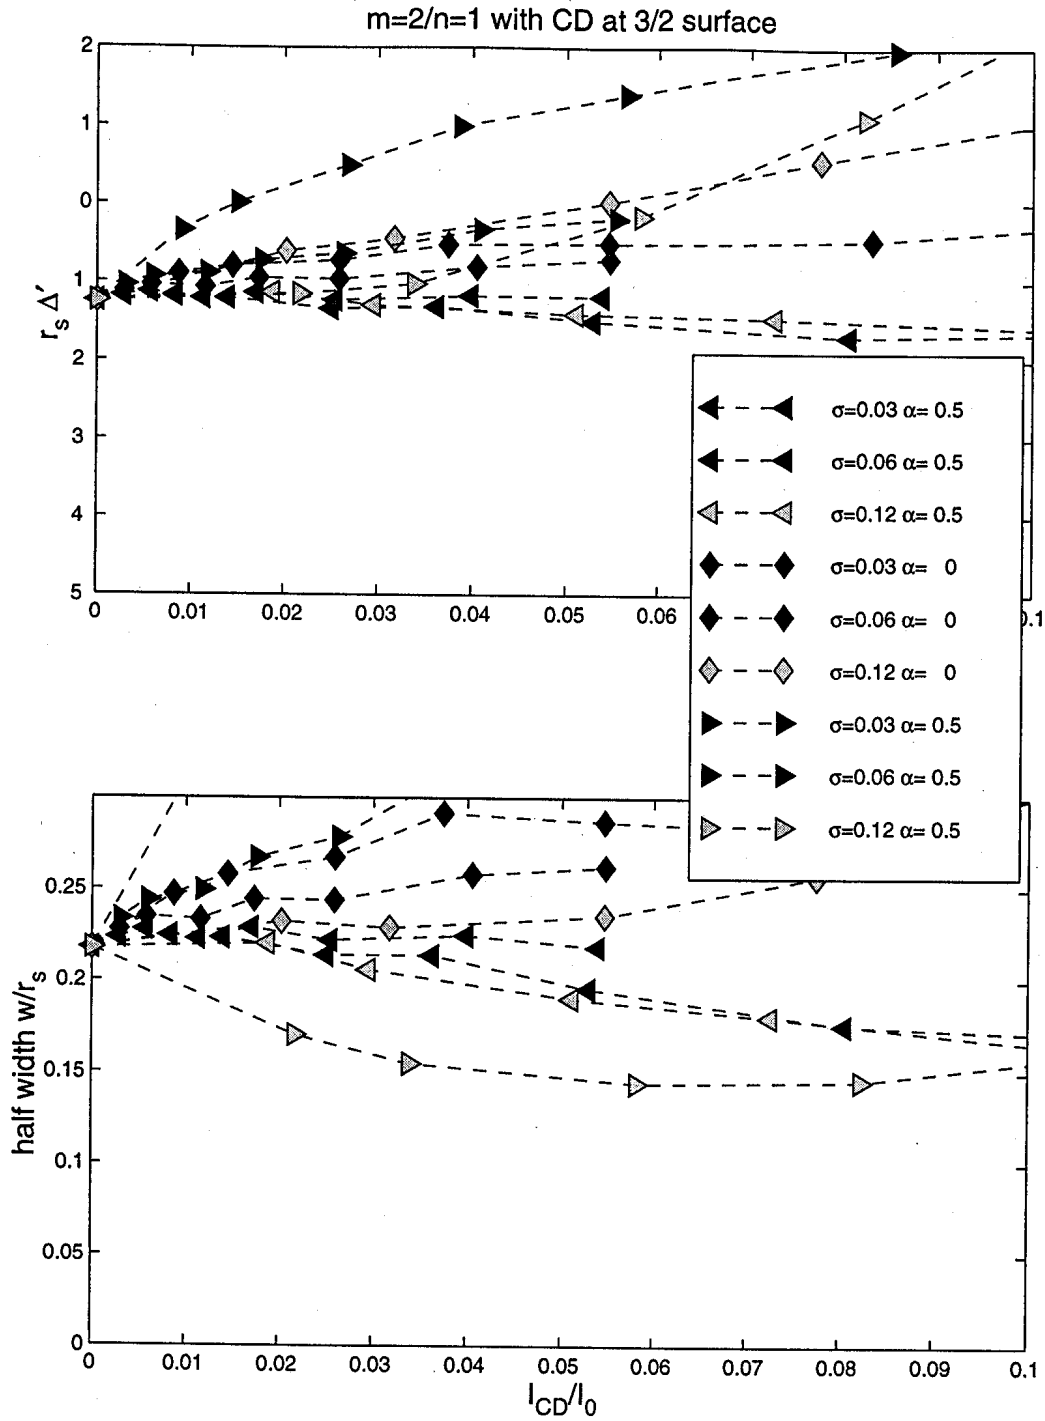 m=2/n=1 with CD at 3/2 surface
2
1
0
1
2
3
4
5
r_s Δ′
0 0.01 0.02 0.03 0.04 0.05 0.06 0.1
σ=0.03 α= 0.5
σ=0.06 α= 0.5
σ=0.12 α= 0.5
σ=0.03 α= 0
σ=0.06 α= 0
σ=0.12 α= 0
σ=0.03 α= 0.5
σ=0.06 α= 0.5
σ=0.12 α= 0.5
0.25
0.2
0.15
0.1
0.05
0
half width w/r_s
0 0.01 0.02 0.03 0.04 0.05 0.06 0.07 0.08 0.09 0.1
I_CD/I_0